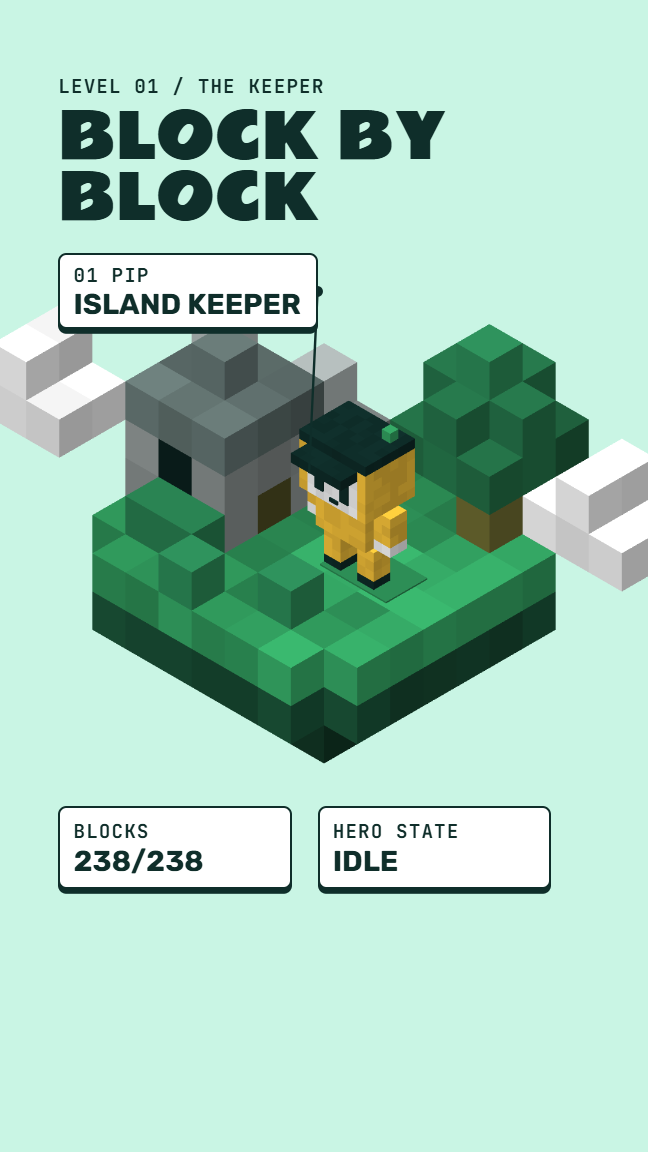 LEVEL 01 / THE KEEPER
BLOCK BY
BLOCK
01 PIP
ISLAND KEEPER
BLOCKS
238/238
HERO STATE
IDLE